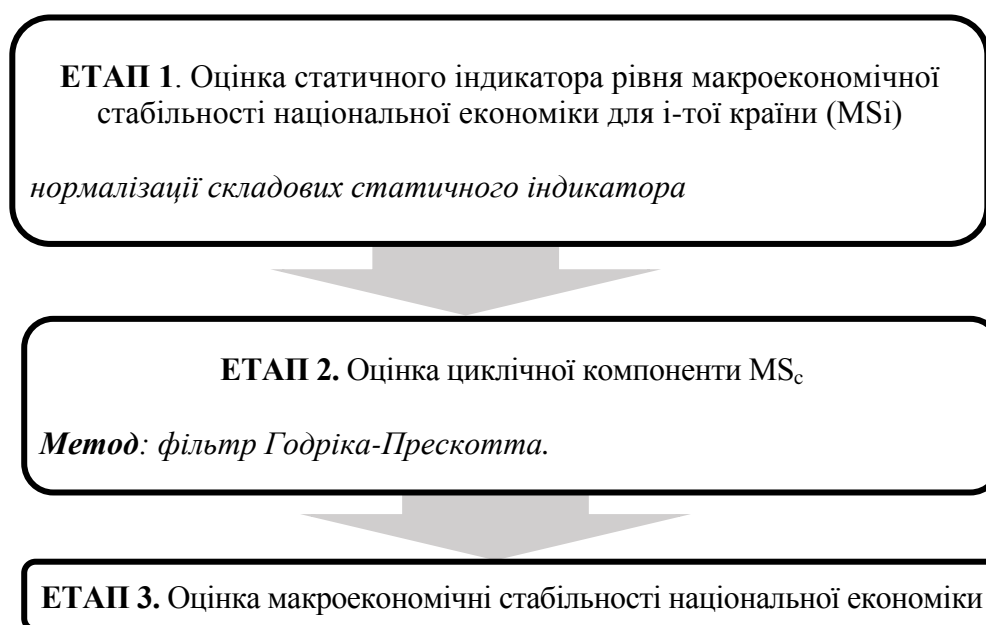 ЕТАП 1. Оцінка статичного індикатора рівня макроекономічної
стабільності національної економіки для і-тої країни (MSi)
нормалізації складових статичного індикатора
ЕТАП 2. Оцінка циклічної компоненти MSc
Метод: фільтр Годріка-Прескотта.
ЕТАП 3. Оцінка макроекономічні стабільності національної економіки